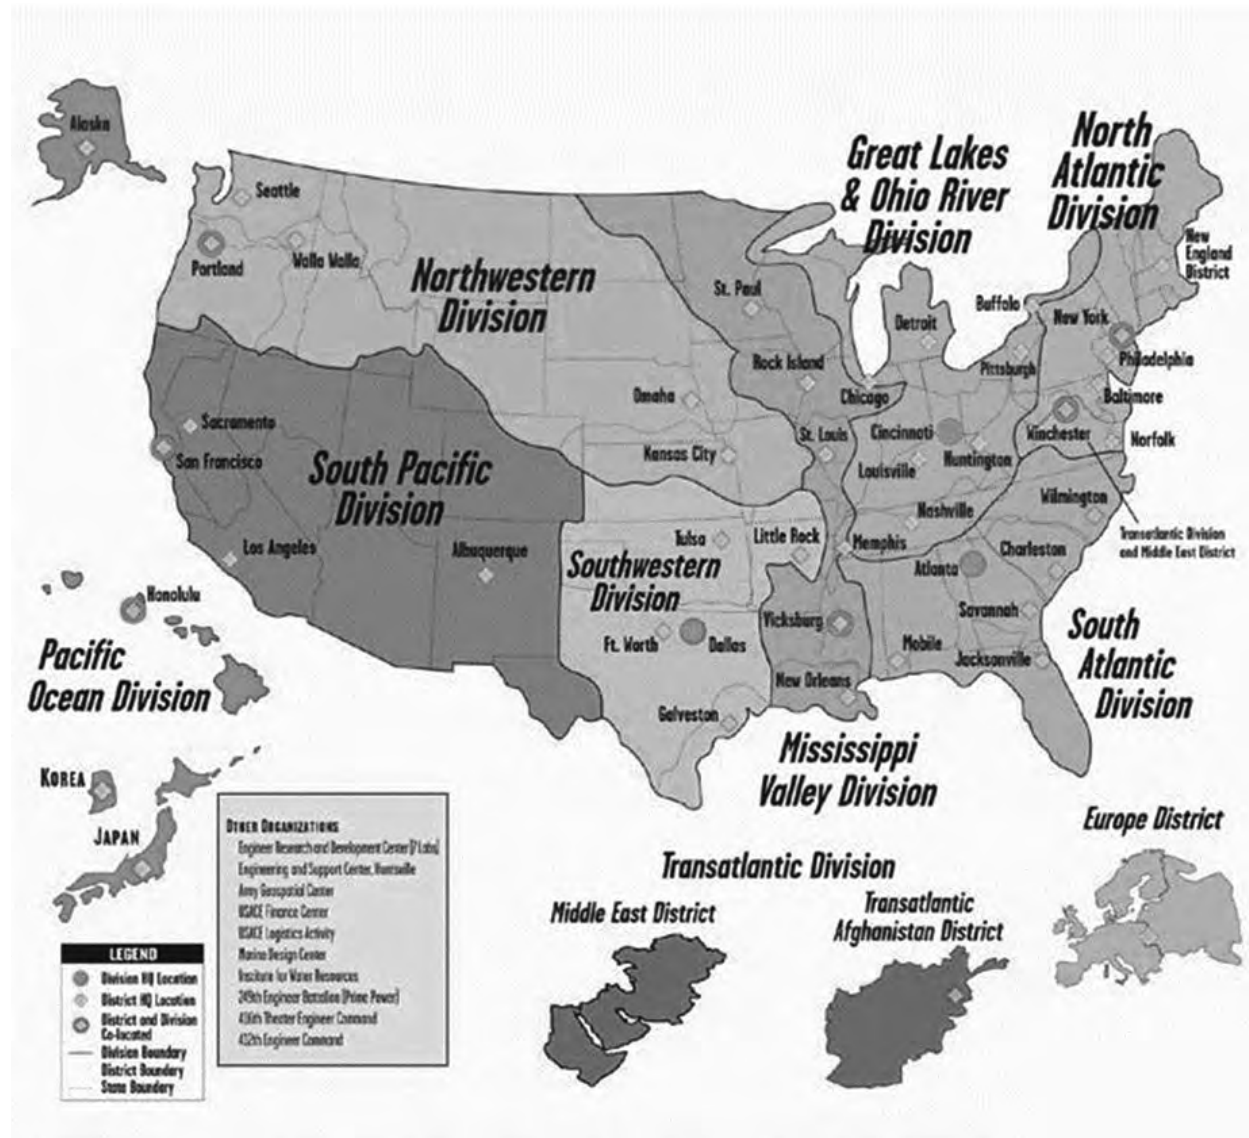 Alaska
Seattle
Portland
Walla Walla
Northwestern
Division
Great Lakes
& Ohio River
Division
North
Atlantic
Division
New
England
District
St. Paul
Buffalo
New York
Detroit
Rock Island
Pittsburgh
Philadelphia
Omaha
Chicago
Baltimore
Sacramento
St. Louis
Cincinnati
Winchester
Norfolk
San Francisco
Kansas City
Louisville
Huntington
South Pacific
Division
Wilmington
Nashville
Los Angeles
Albuquerque
Tulsa
Little Rock
Memphis
Charleston
Transatlantic Division
and Middle East District
Southwestern
Division
Atlanta
Honolulu
Savannah
Vicksburg
Ft. Worth
Dallas
Mobile
Jacksonville
South
Atlantic
Division
Pacific
Ocean Division
New Orleans
Galveston
Mississippi
Valley Division
KOREA
JAPAN
OTHER ORGANIZATIONS
Engineer Research and Development Center (7 Labs)
Engineering and Support Center, Huntsville
Army Geospatial Center
USACE Finance Center
USACE Logistics Activity
Marine Design Center
Institute for Water Resources
249th Engineer Battalion (Prime Power)
416th Theater Engineer Command
412th Engineer Command
Europe District
Transatlantic Division
Middle East District
Transatlantic
Afghanistan District
LEGEND
Division HQ Location
District HQ Location
District and Division
Co-located
Division Boundary
District Boundary
State Boundary